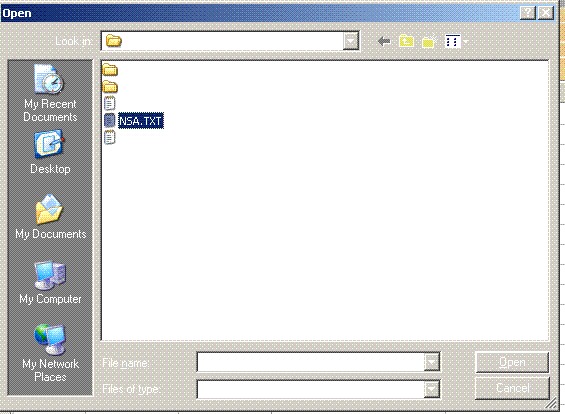 Open
Look in:
My Recent
Documents
Desktop
My Documents
My Computer
My Network
Places
NSA.TXT
File name:
Open
Files of type:
Cancel